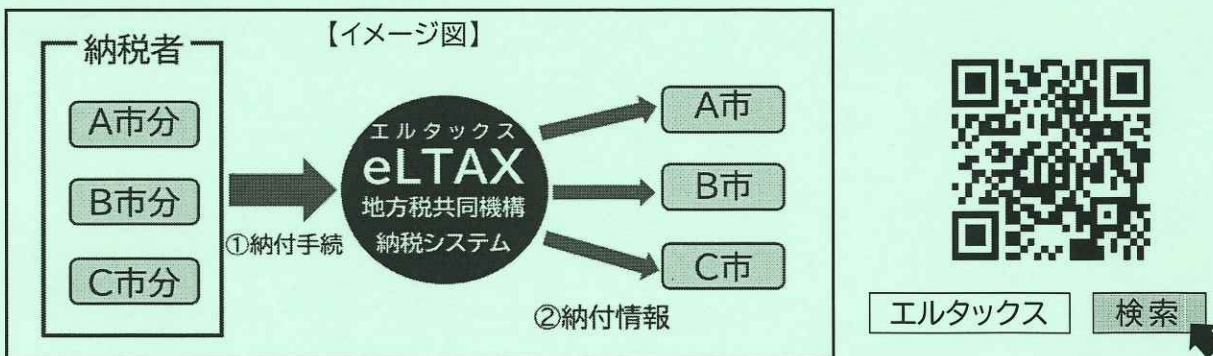 【イメージ図】
納税者
A市分
B市分
C市分
①納付手続
エルタックス
eLTAX
地方税共同機構
納税システム
A市
B市
C市
②納付情報
エルタックス
検索